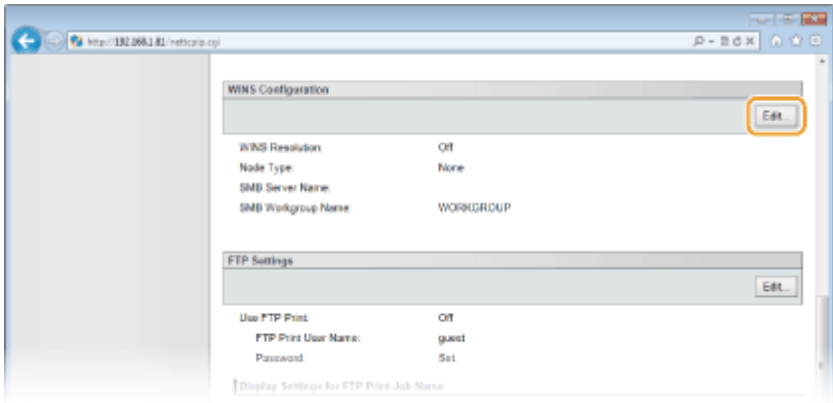 http://192.168.1.81/nettcpip.cgi
WINS Configuration
Edit...
WINS Resolution: Off
Node Type: None
SMB Server Name:
SMB Workgroup Name: WORKGROUP
FTP Settings
Edit...
Use FTP Print: Off
FTP Print User Name: guest
Password: Set
Display Settings for FTP Print Job Name